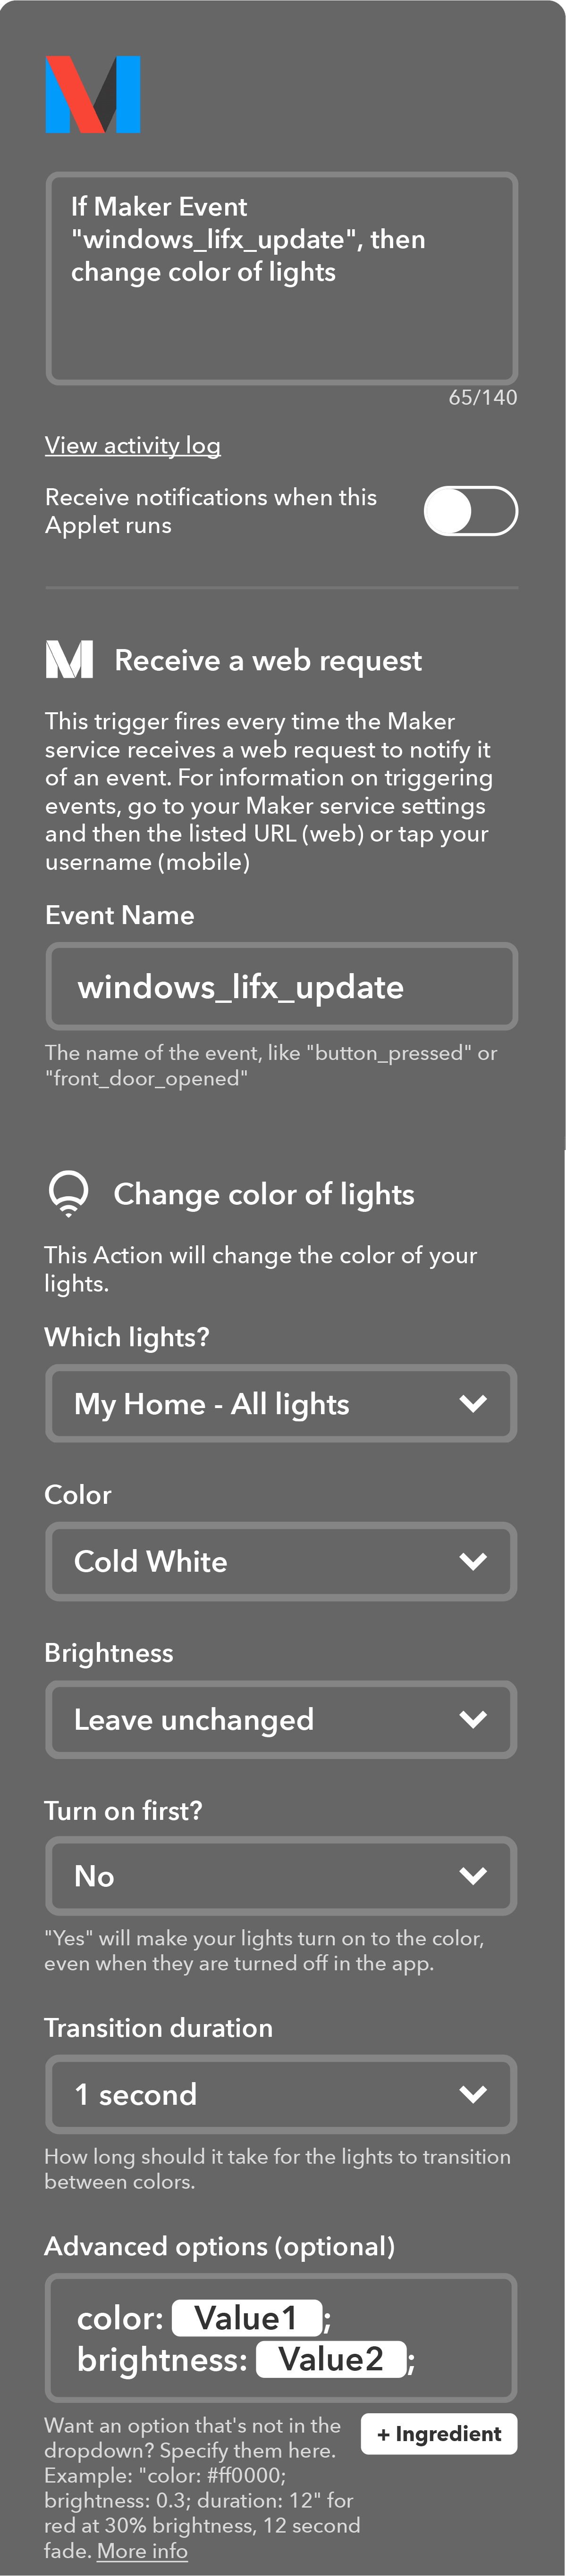 If Maker Event
"windows_lifx_update", then
change color of lights
65/140
View activity log
Receive notifications when this
Applet runs
Receive a web request
This trigger fires every time the Maker
service receives a web request to notify it
of an event. For information on triggering
events, go to your Maker service settings
and then the listed URL (web) or tap your
username (mobile)
Event Name
windows_lifx_update
The name of the event, like "button_pressed" or
"front_door_opened"
Change color of lights
This Action will change the color of your
lights.
Which lights?
My Home - All lights
Color
Cold White
Brightness
Leave unchanged
Turn on first?
No
"Yes" will make your lights turn on to the color,
even when they are turned off in the app.
Transition duration
1 second
How long should it take for the lights to transition
between colors.
Advanced options (optional)
color: Value1;
brightness: Value2;
Want an option that's not in the
dropdown? Specify them here.
Example: "color: #ff0000;
brightness: 0.3; duration: 12" for
red at 30% brightness, 12 second
fade. More info
+ Ingredient